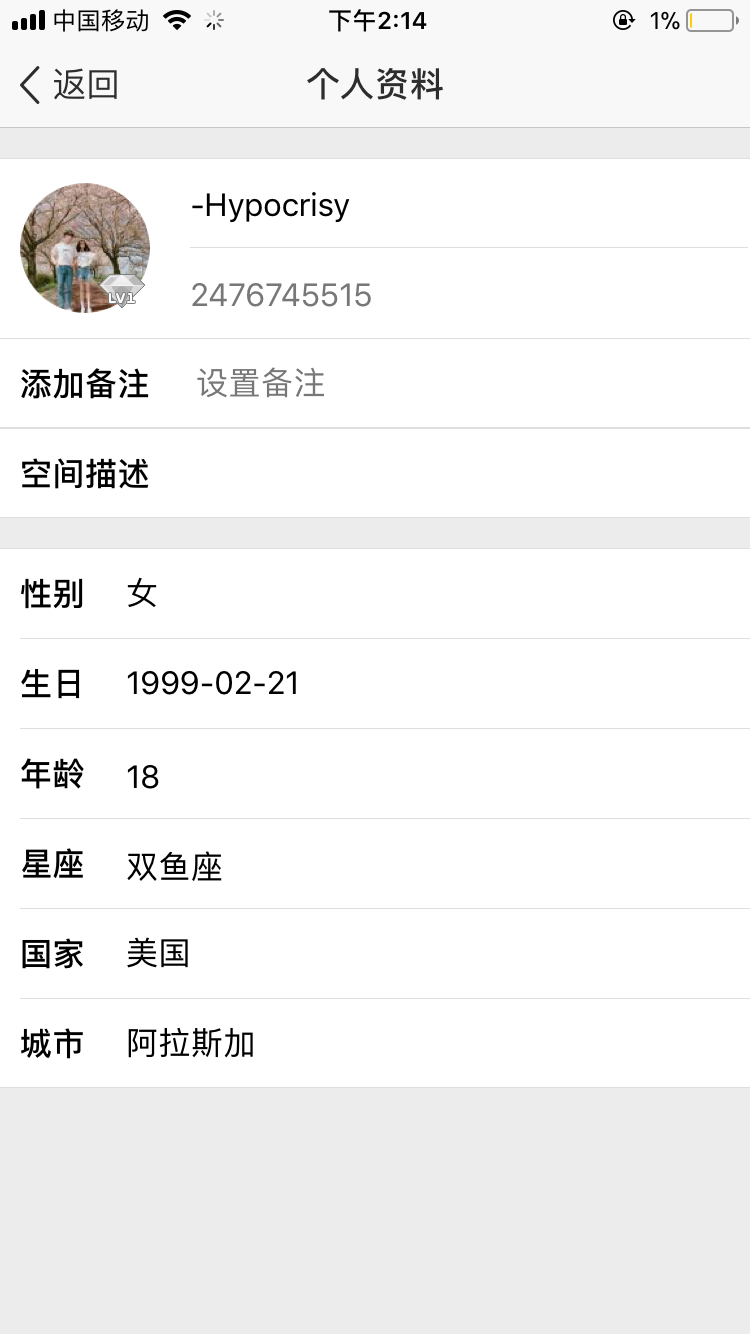 中国移动 下午2:14 1%
返回 个人资料
-Hypocrisy
LV1
2476745515
添加备注 设置备注
空间描述
性别 女
生日 1999-02-21
年龄 18
星座 双鱼座
国家 美国
城市 阿拉斯加